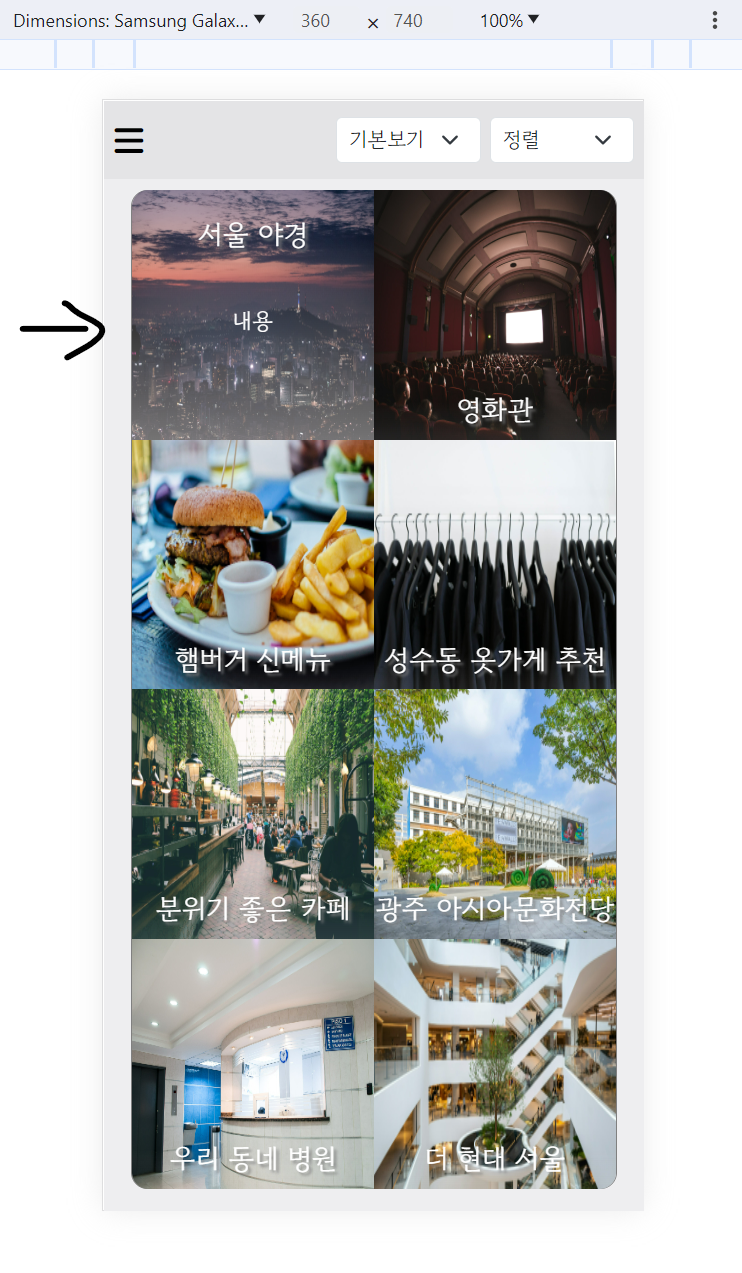 Dimensions: Samsung Galax... 360 × 740 100%
기본보기 정렬
서울 야경
내용
영화관
햄버거 신메뉴
성수동 옷가게 추천
분위기 좋은 카페
광주 아시아문화전당
우리 동네 병원
더 현대 서울